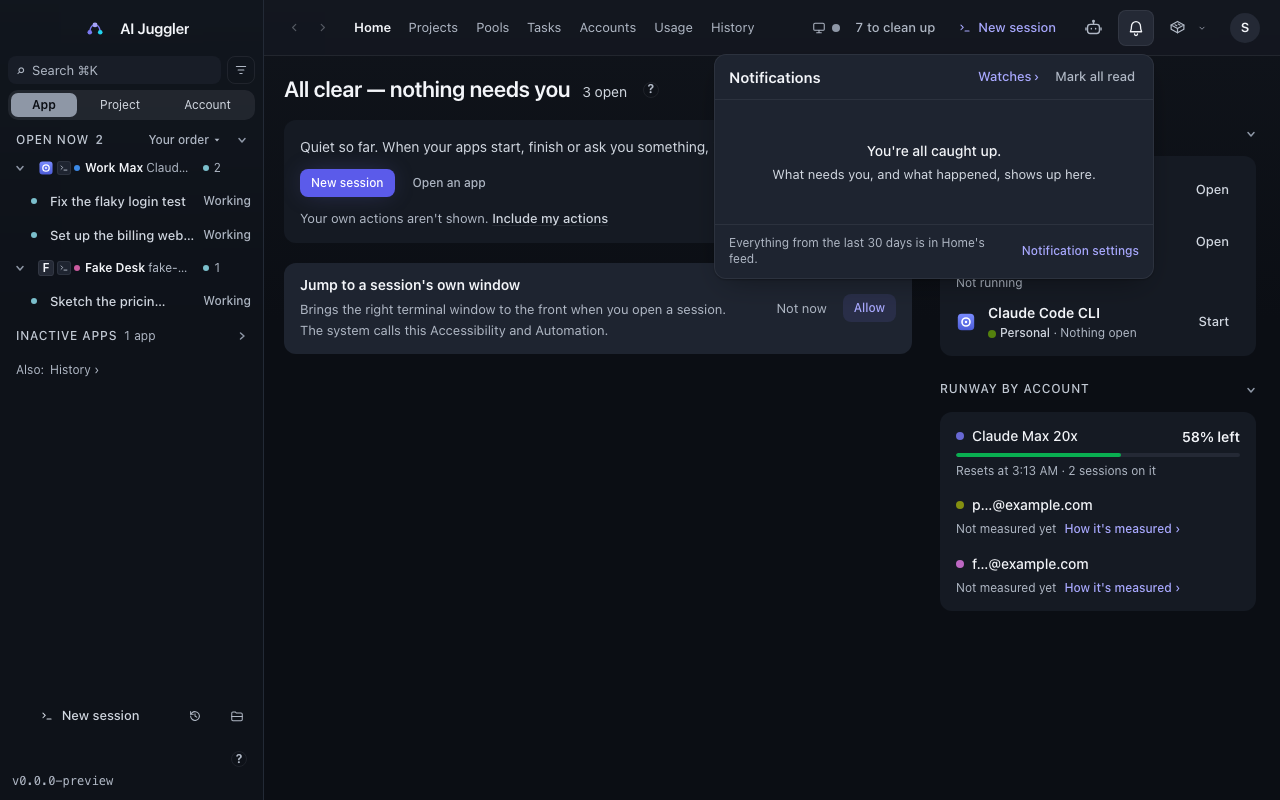 AI Juggler
Search ⌘K
App
Project
Account
OPEN NOW 2
Your order
Work Max Claud...
2
Fix the flaky login test
Working
Set up the billing web...
Working
F
Fake Desk fake-...
1
Sketch the pricin...
Working
INACTIVE APPS 1 app
Also: History ›
New session
?
v0.0.0-preview
Home
Projects
Pools
Tasks
Accounts
Usage
History
7 to clean up
New session
S
All clear — nothing needs you
3 open
?
Quiet so far. When your apps start, finish or ask you something,
New session
Open an app
Your own actions aren't shown. Include my actions
Jump to a session's own window
Brings the right terminal window to the front when you open a session.
The system calls this Accessibility and Automation.
Not now
Allow
Notifications
Watches ›
Mark all read
You're all caught up.
What needs you, and what happened, shows up here.
Everything from the last 30 days is in Home's
feed.
Notification settings
Open
Open
Not running
Claude Code CLI
Personal · Nothing open
Start
RUNWAY BY ACCOUNT
Claude Max 20x
58% left
Resets at 3:13 AM · 2 sessions on it
p...@example.com
Not measured yet How it's measured ›
f...@example.com
Not measured yet How it's measured ›